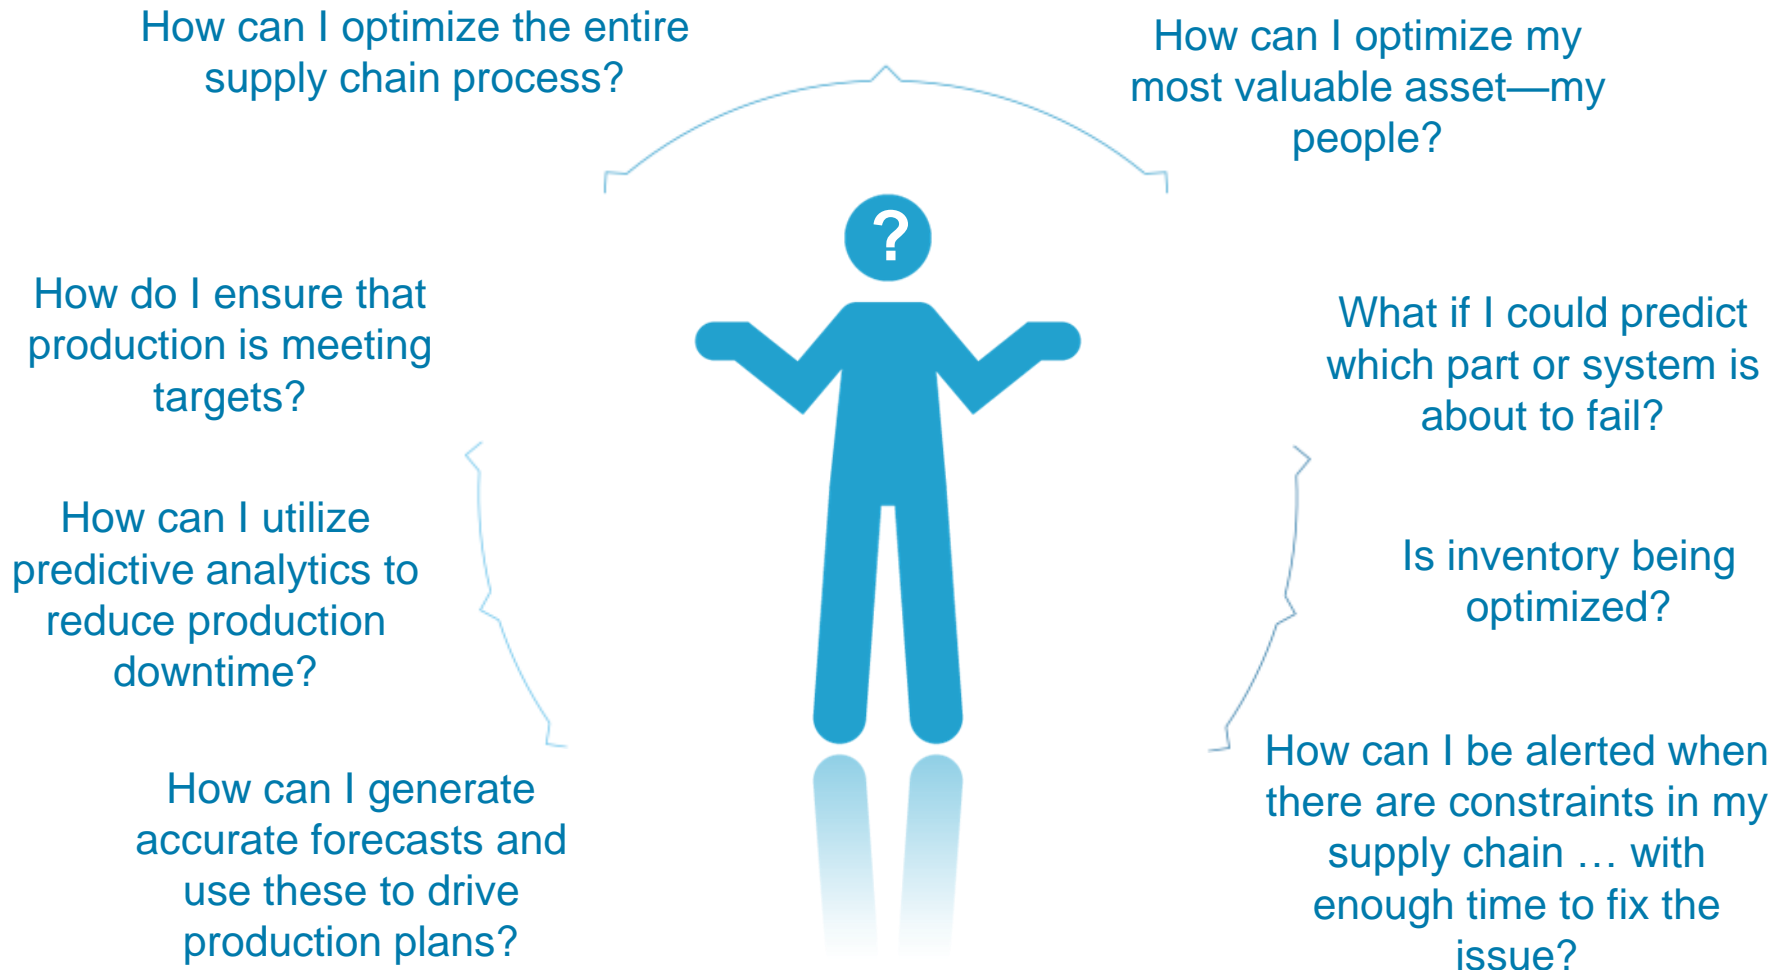 How can I optimize the entire
supply chain process?
How can I optimize my
most valuable asset—my
people?
?
How do I ensure that
production is meeting
targets?
What if I could predict
which part or system is
about to fail?
How can I utilize
predictive analytics to
reduce production
downtime?
Is inventory being
optimized?
How can I generate
accurate forecasts and
use these to drive
production plans?
How can I be alerted when
there are constraints in my
supply chain … with
enough time to fix the
issue?